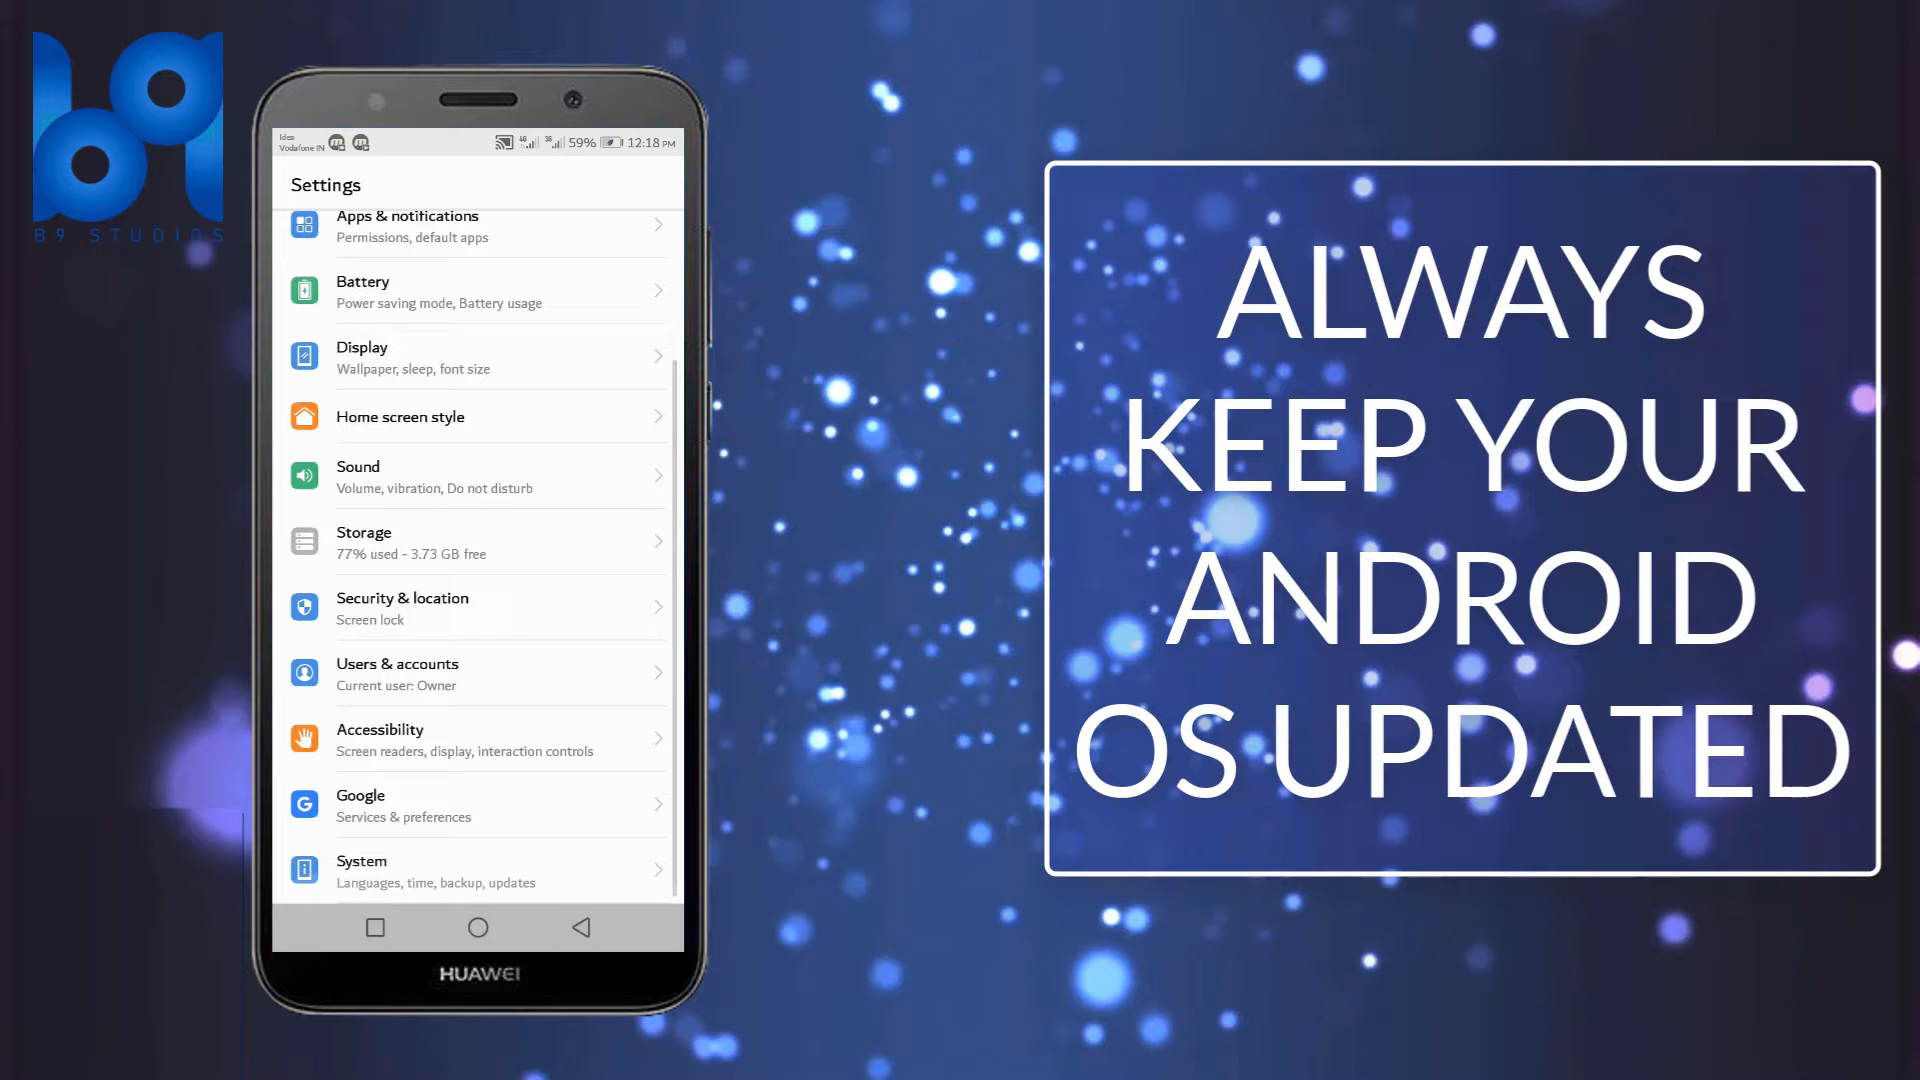 B9 STUDIOS
Idea
Vodafone IN
4G
3G
59%
12:18 PM
Settings
Apps & notifications
Permissions, default apps
Battery
Power saving mode, Battery usage
Display
Wallpaper, sleep, font size
Home screen style
Sound
Volume, vibration, Do not disturb
Storage
77% used - 3.73 GB free
Security & location
Screen lock
Users & accounts
Current user: Owner
Accessibility
Screen readers, display, interaction controls
Google
Services & preferences
System
Languages, time, backup, updates
HUAWEI
ALWAYS
KEEP YOUR
ANDROID
OS UPDATED